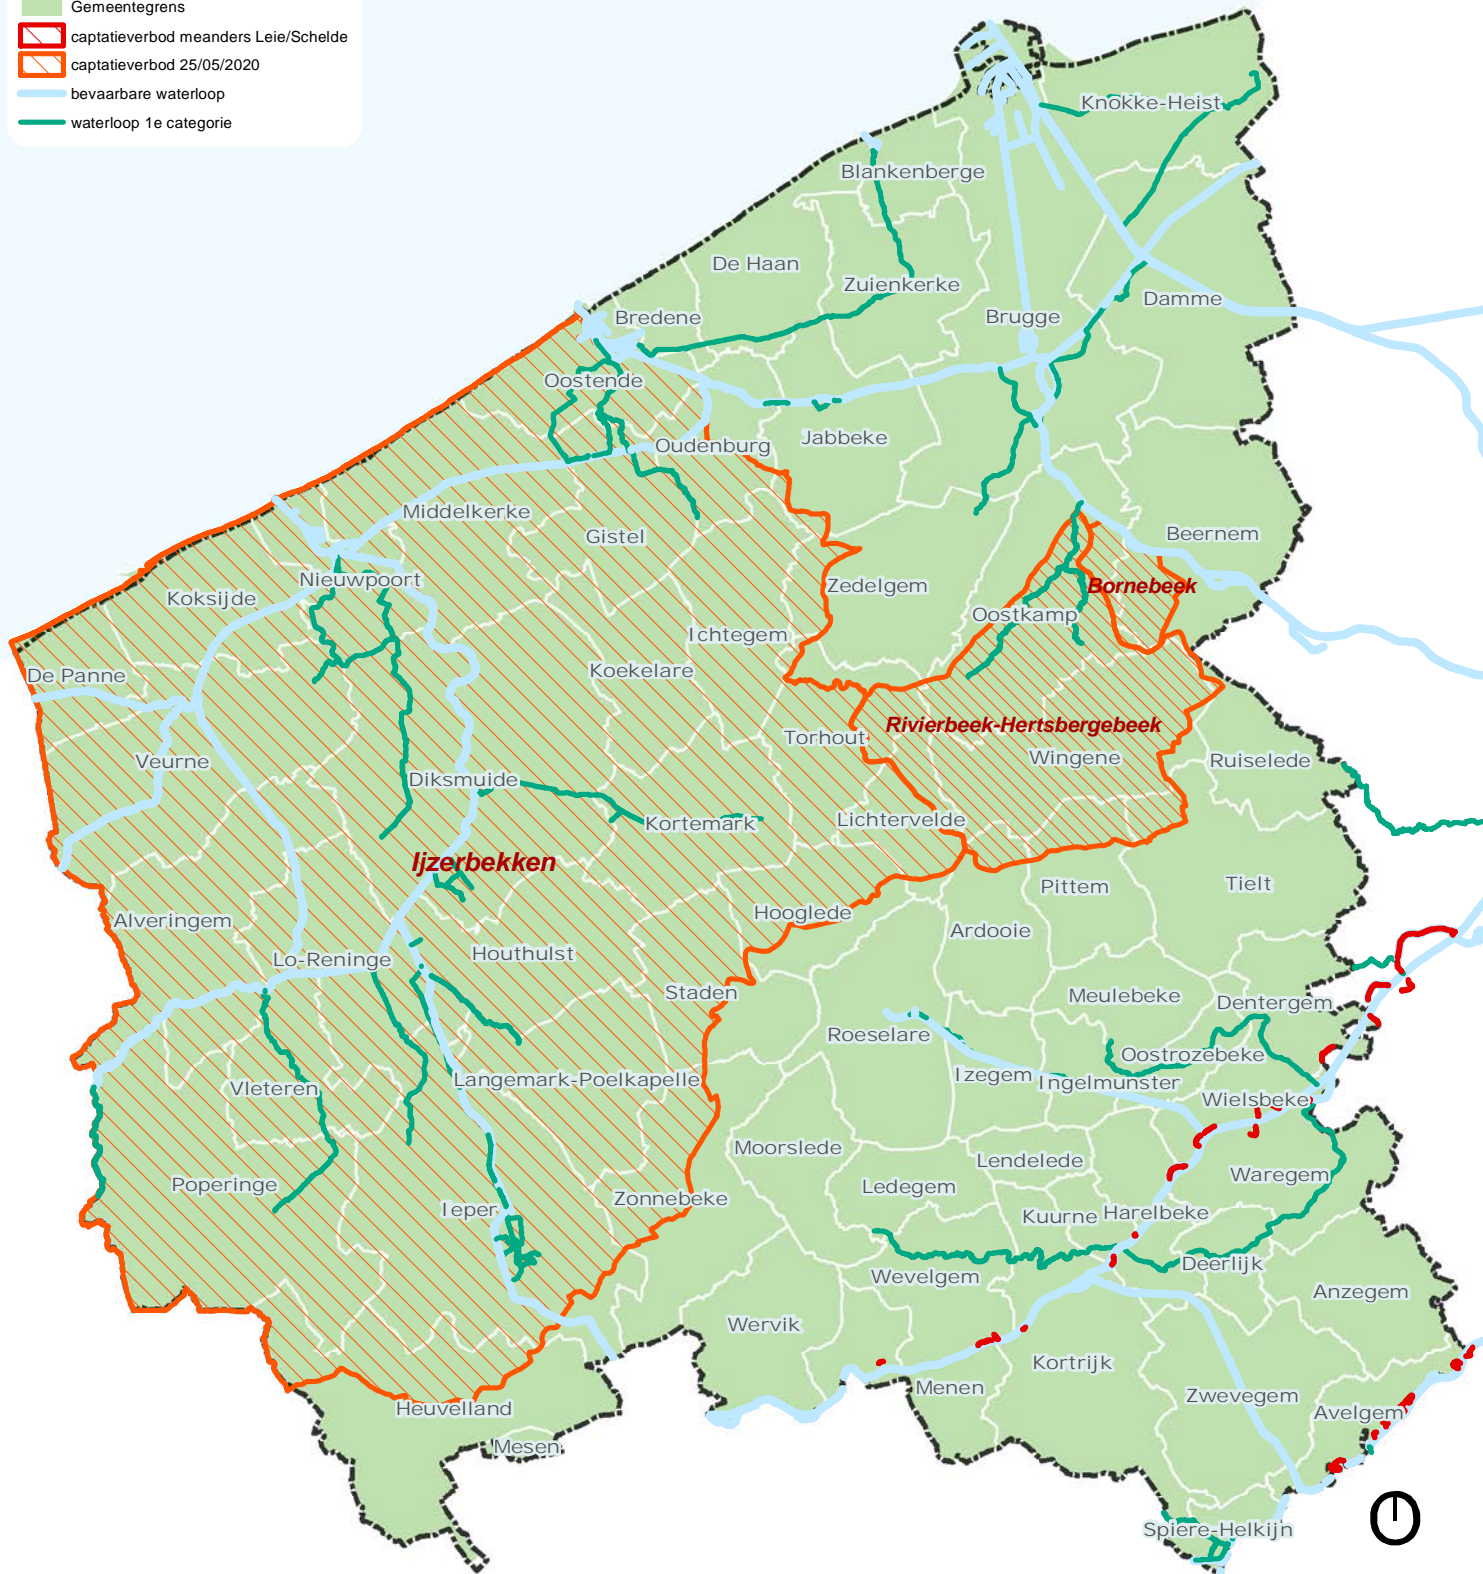 Gemeentegrens
captatieverbod meanders Leie/Schelde
captatieverbod 25/05/2020
bevaarbare waterloop
waterloop 1e categorie
Knokke-Heist
Blankenberge
De Haan
Zuienkerke
Damme
Bredene
Brugge
Oostende
Jabbeke
Oudenburg
Middelkerke
Gistel
Beernem
Nieuwpoort
Koksijde
Zedelgem
Bornebeek
Oostkamp
Ichtegem
Koekelare
De Panne
Rivierbeek-Hertsbergebeek
Torhout
Wingene
Veurne
Ruiselede
Diksmuide
Kortemark
Lichtervelde
Ijzerbekken
Pittem
Tielt
Hooglede
Alveringem
Ardooie
Houthulst
Lo-Reninge
Staden
Meulebeke
Dentergem
Roeselare
Oostrozebeke
Izegem
Ingelmunster
Langemark-Poelkapelle
Vleteren
Wielsbeke
Moorslede
Lendelede
Waregem
Poperinge
Ledegem
Zonnebeke
Ieper
Kuurne
Harelbeke
Deerlijk
Wevelgem
Anzegem
Wervik
Kortrijk
Menen
Zwevegem
Heuvelland
Avelgem
Mesen
Spiere-Helkijn